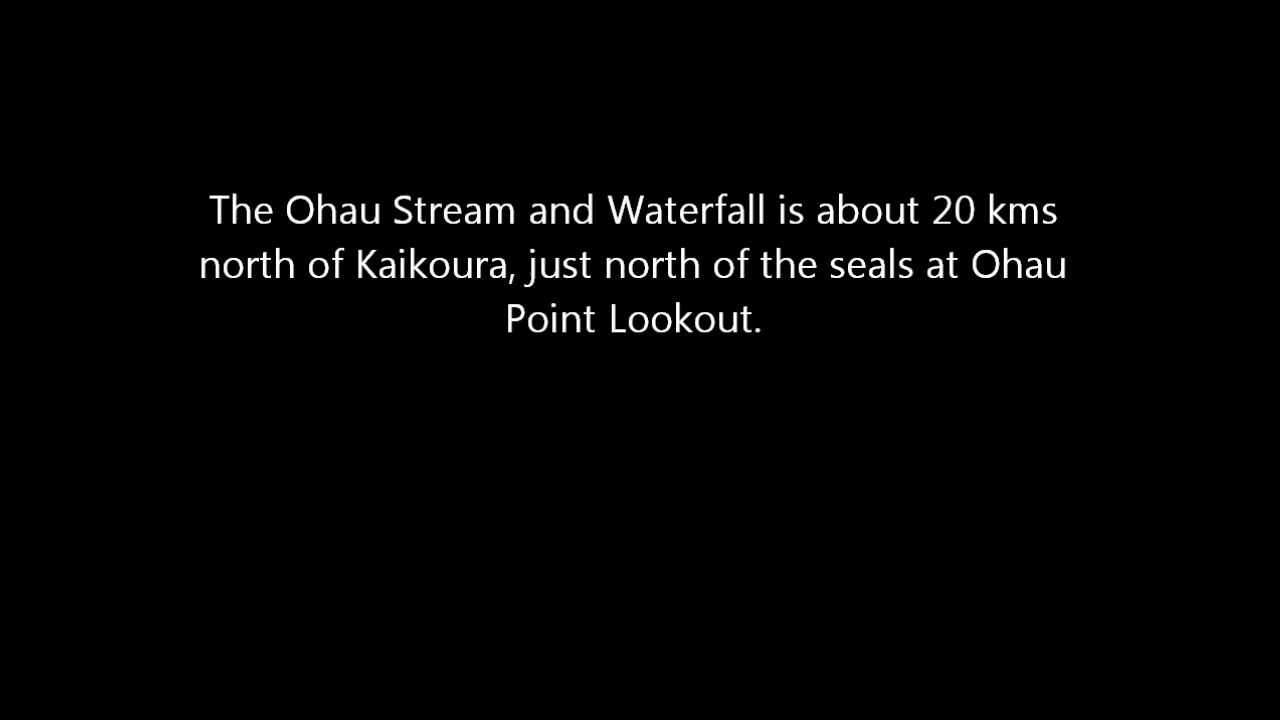 The Ohau Stream and Waterfall is about 20 kms
north of Kaikoura, just north of the seals at Ohau
Point Lookout.